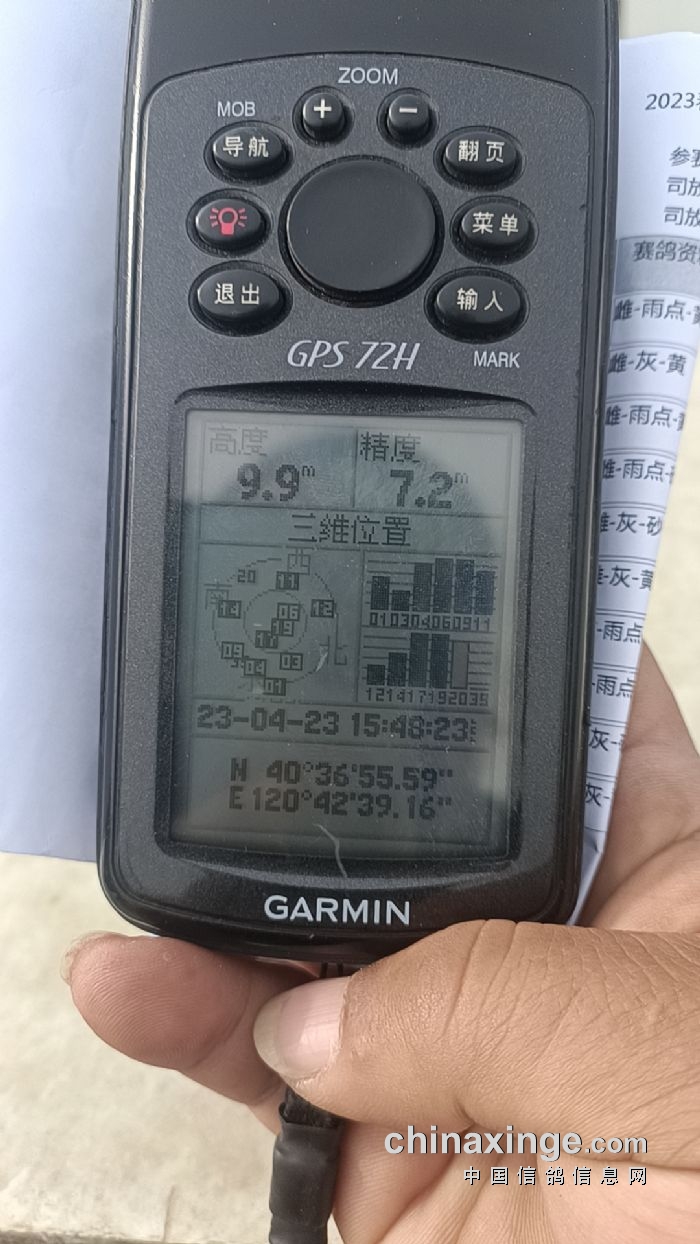 ZOOM
MOB
+
−
导航
翻页
菜单
退出
输入
GPS 72H
MARK
高度
精度
9.9m
7.2m
三维位置
西
20
11
南
14
06
12
19
17
北
09
03
04
01
010304060911
121417192039
23-04-23 15:48:23
N 40°36'55.59"
E 120°42'39.16"
GARMIN
2023
参赛
司放
司放
赛鸽资
雌-雨点-黄
雌-灰-黄
雌-雨点-黄
雌-雨点-
雌-灰-砂
-灰-黄
-雨点
-雨点
灰-
灰-
chinaxinge.com
中国信鸽信息网